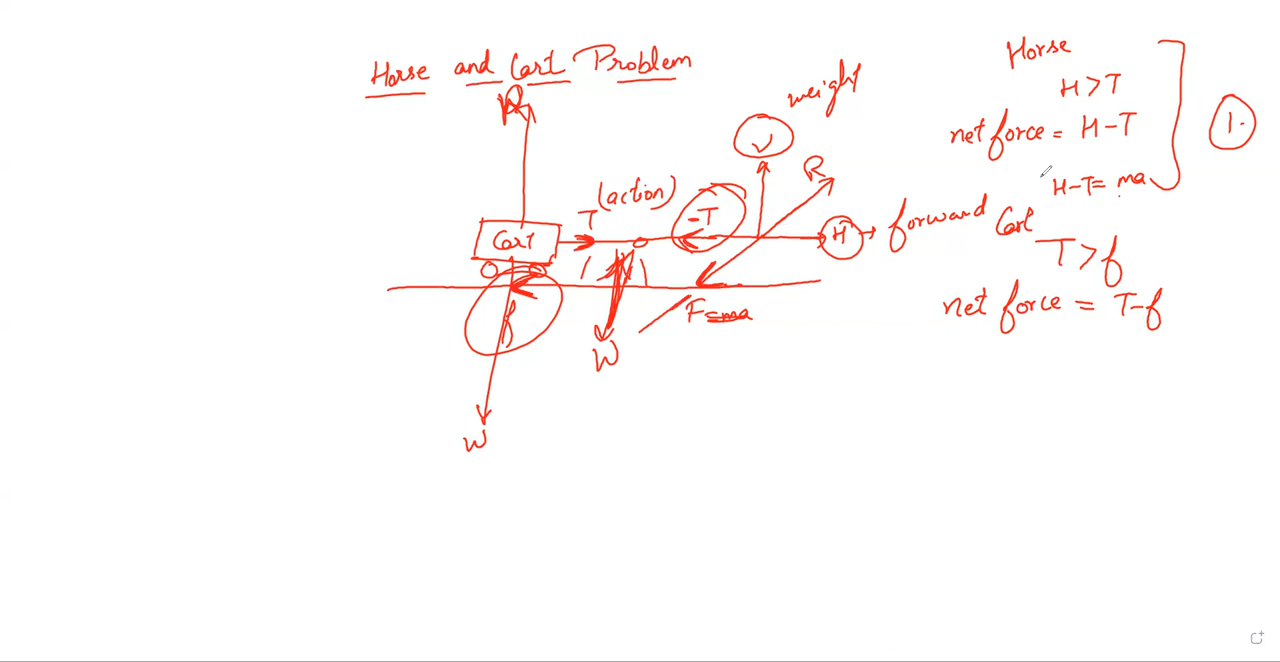 Horse and Cart Problem
R
weight
V
R
(action)
T
-T
Cart
H
forward
f
W
W
F=ma
Horse
H>T
net force = H-T
H-T= ma
1.
Cart
T>f
net force = T-f